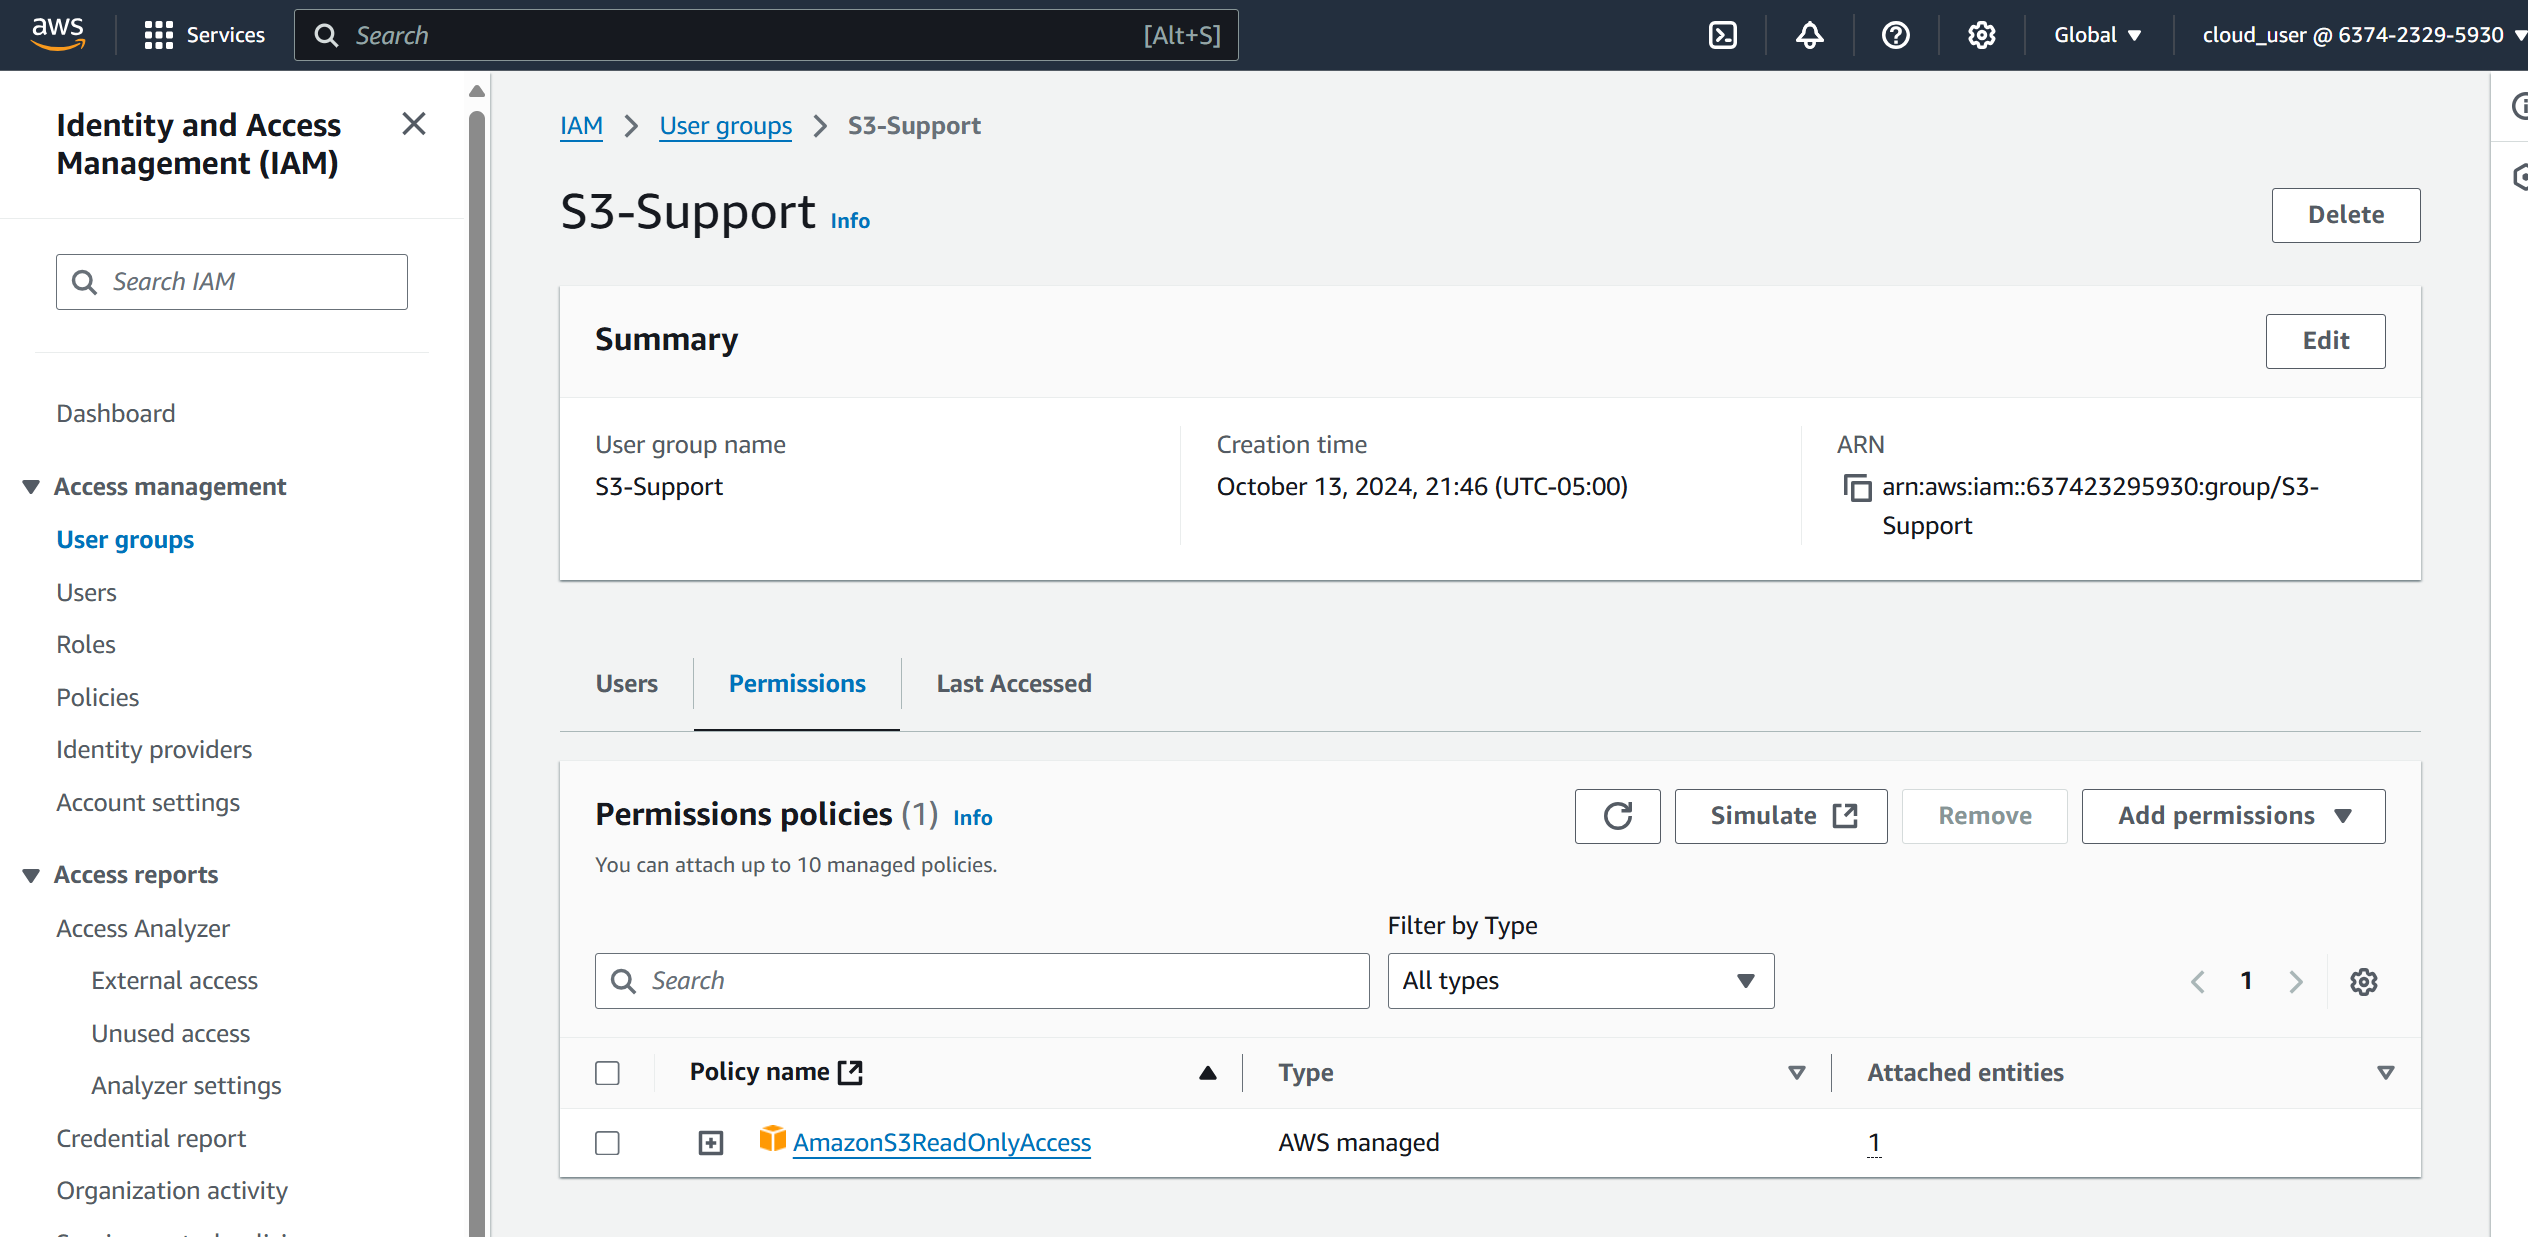 aws
Services
Search
[Alt+S]
Global
cloud_user @ 6374-2329-5930
Identity and Access
Management (IAM)
Search IAM
Dashboard
Access management
User groups
Users
Roles
Policies
Identity providers
Account settings
Access reports
Access Analyzer
External access
Unused access
Analyzer settings
Credential report
Organization activity
IAM
User groups
S3-Support
S3-Support
Info
Delete
Summary
Edit
User group name
S3-Support
Creation time
October 13, 2024, 21:46 (UTC-05:00)
ARN
arn:aws:iam::637423295930:group/S3-
Support
Users
Permissions
Last Accessed
Permissions policies (1)
Info
Simulate
Remove
Add permissions
You can attach up to 10 managed policies.
Filter by Type
Search
All types
1
Policy name
Type
Attached entities
AmazonS3ReadOnlyAccess
AWS managed
1